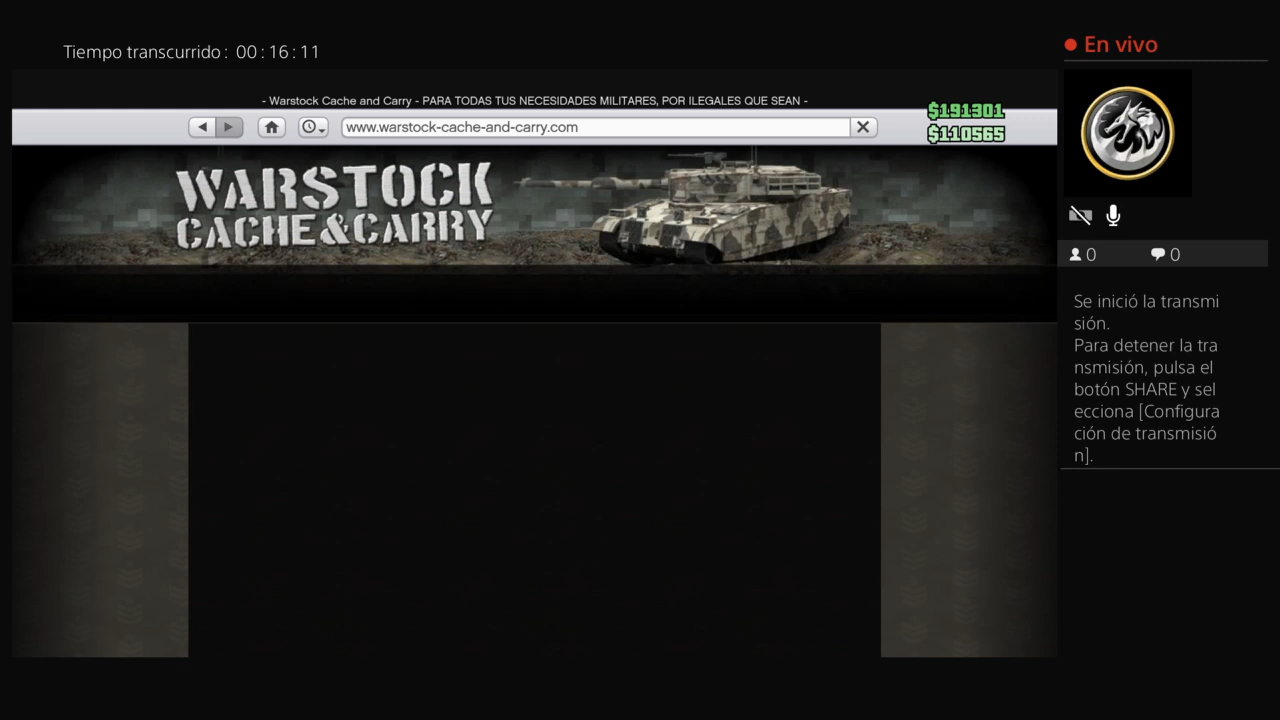 Tiempo transcurrido: 00:16:11
En vivo
- Warstock Cache and Carry - PARA TODAS TUS NECESIDADES MILITARES, POR ILEGALES QUE SEAN -
$191301
www.warstock-cache-and-carry.com
$110565
WARSTOCK
CACHE&CARRY
0 0
Se inició la transmi
sión.
Para detener la tra
nsmisión, pulsa el
botón SHARE y sel
ecciona [Configura
ción de transmisió
n].